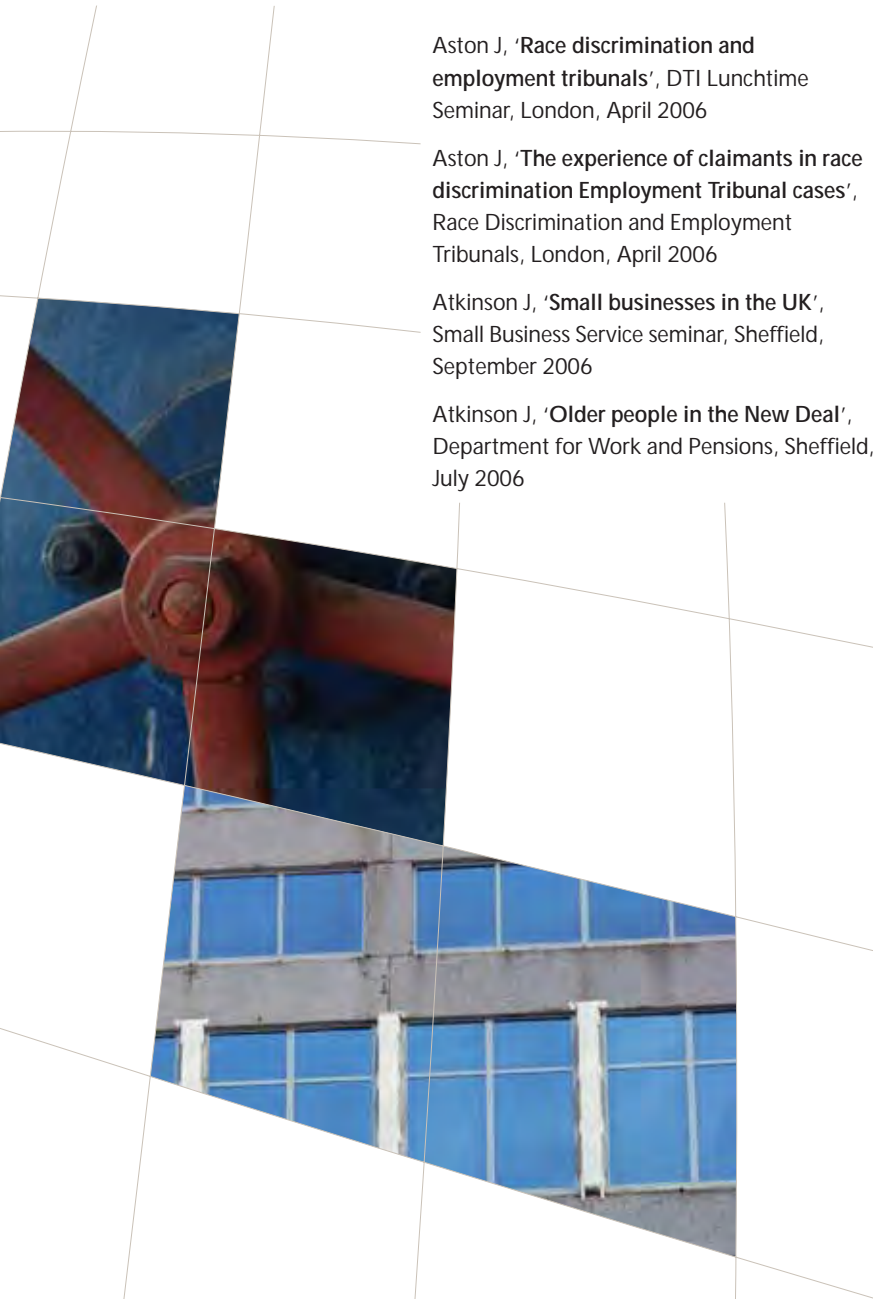 Aston J, ‘Race discrimination and
employment tribunals’, DTI Lunchtime
Seminar, London, April 2006
Aston J, ‘The experience of claimants in race
discrimination Employment Tribunal cases’,
Race Discrimination and Employment
Tribunals, London, April 2006
Atkinson J, ‘Small businesses in the UK’,
Small Business Service seminar, Sheffield,
September 2006
Atkinson J, ‘Older people in the New Deal’,
Department for Work and Pensions, Sheffield,
July 2006